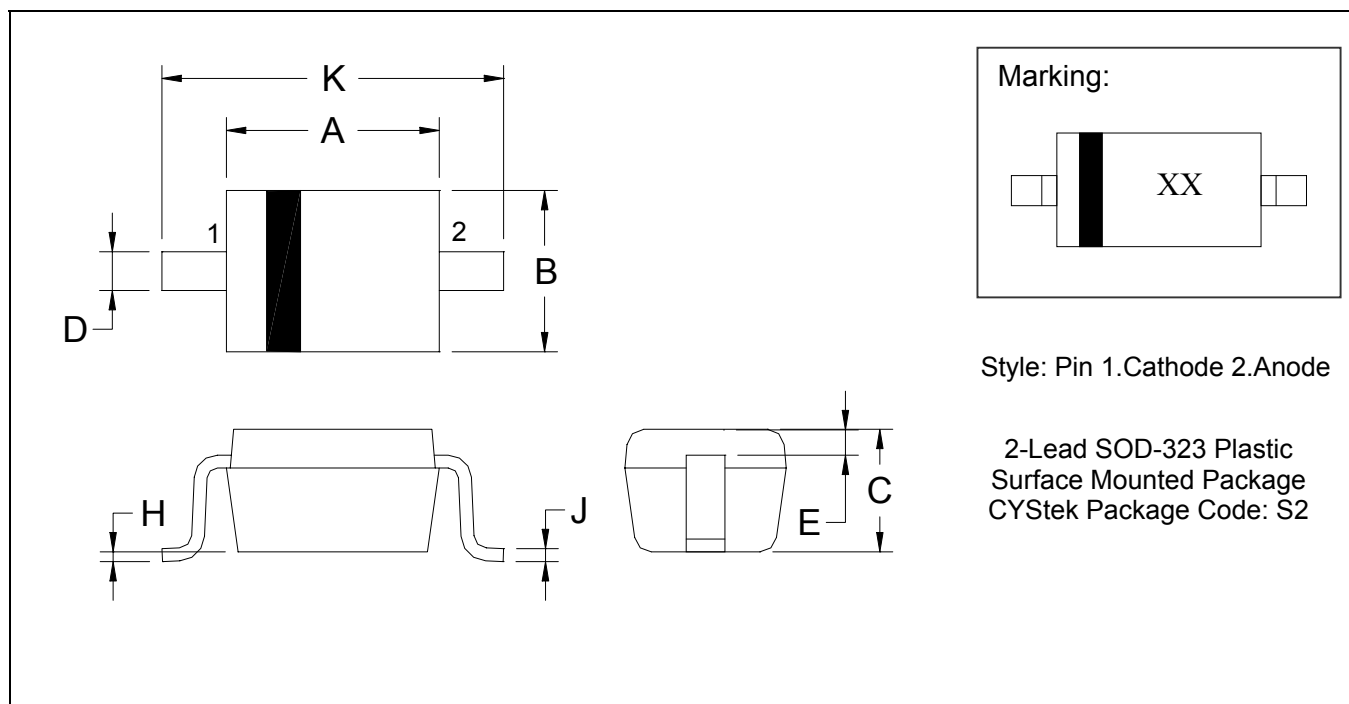 K
A
1
2
B
D
H
J
E
C
Marking:
XX
Style: Pin 1.Cathode 2.Anode
2-Lead SOD-323 Plastic
Surface Mounted Package
CYStek Package Code: S2